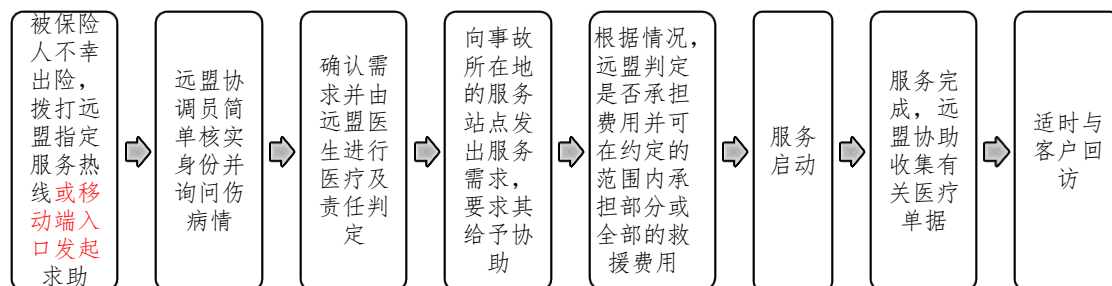 被保险
人不幸
出险，
拨打远
盟指定
服务热
线或移
动端入
口发起
求助
远盟协
调员简
单核实
身份并
询问伤
病情
确认需
求并由
远盟医
生进行
医疗及
责任判
定
向事故
所在地
的服务
站点发
出服务
需求，
要求其
给予协
助
根据情况，
远盟判定
是否承担
费用并可
在约定的
范围内承
担部分或
全部的救
援费用
服务
启动
服务完
成，远
盟协助
收集有
关医疗
单据
适时与
客户回
访